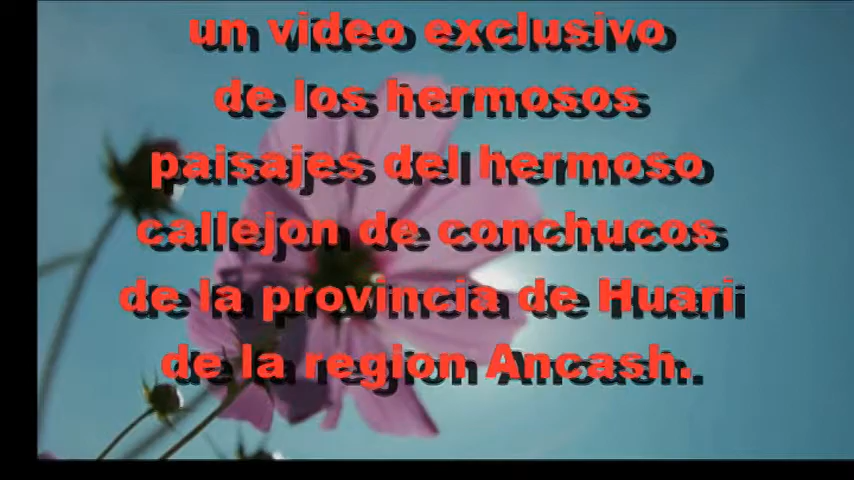 un video exclusivo
de los hermosos
paisajes del hermoso
callejon de conchucos
de la provincia de Huari
de la region Ancash.